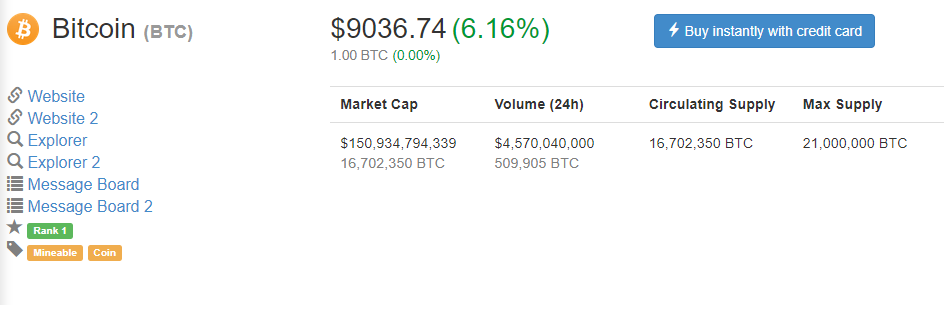 Bitcoin (BTC)
$9036.74 (6.16%)
1.00 BTC (0.00%)
Buy instantly with credit card
Website
Website 2
Explorer
Explorer 2
Message Board
Message Board 2
Rank 1
Mineable Coin
Market Cap Volume (24h) Circulating Supply Max Supply
$150,934,794,339 $4,570,040,000 16,702,350 BTC 21,000,000 BTC
16,702,350 BTC 509,905 BTC